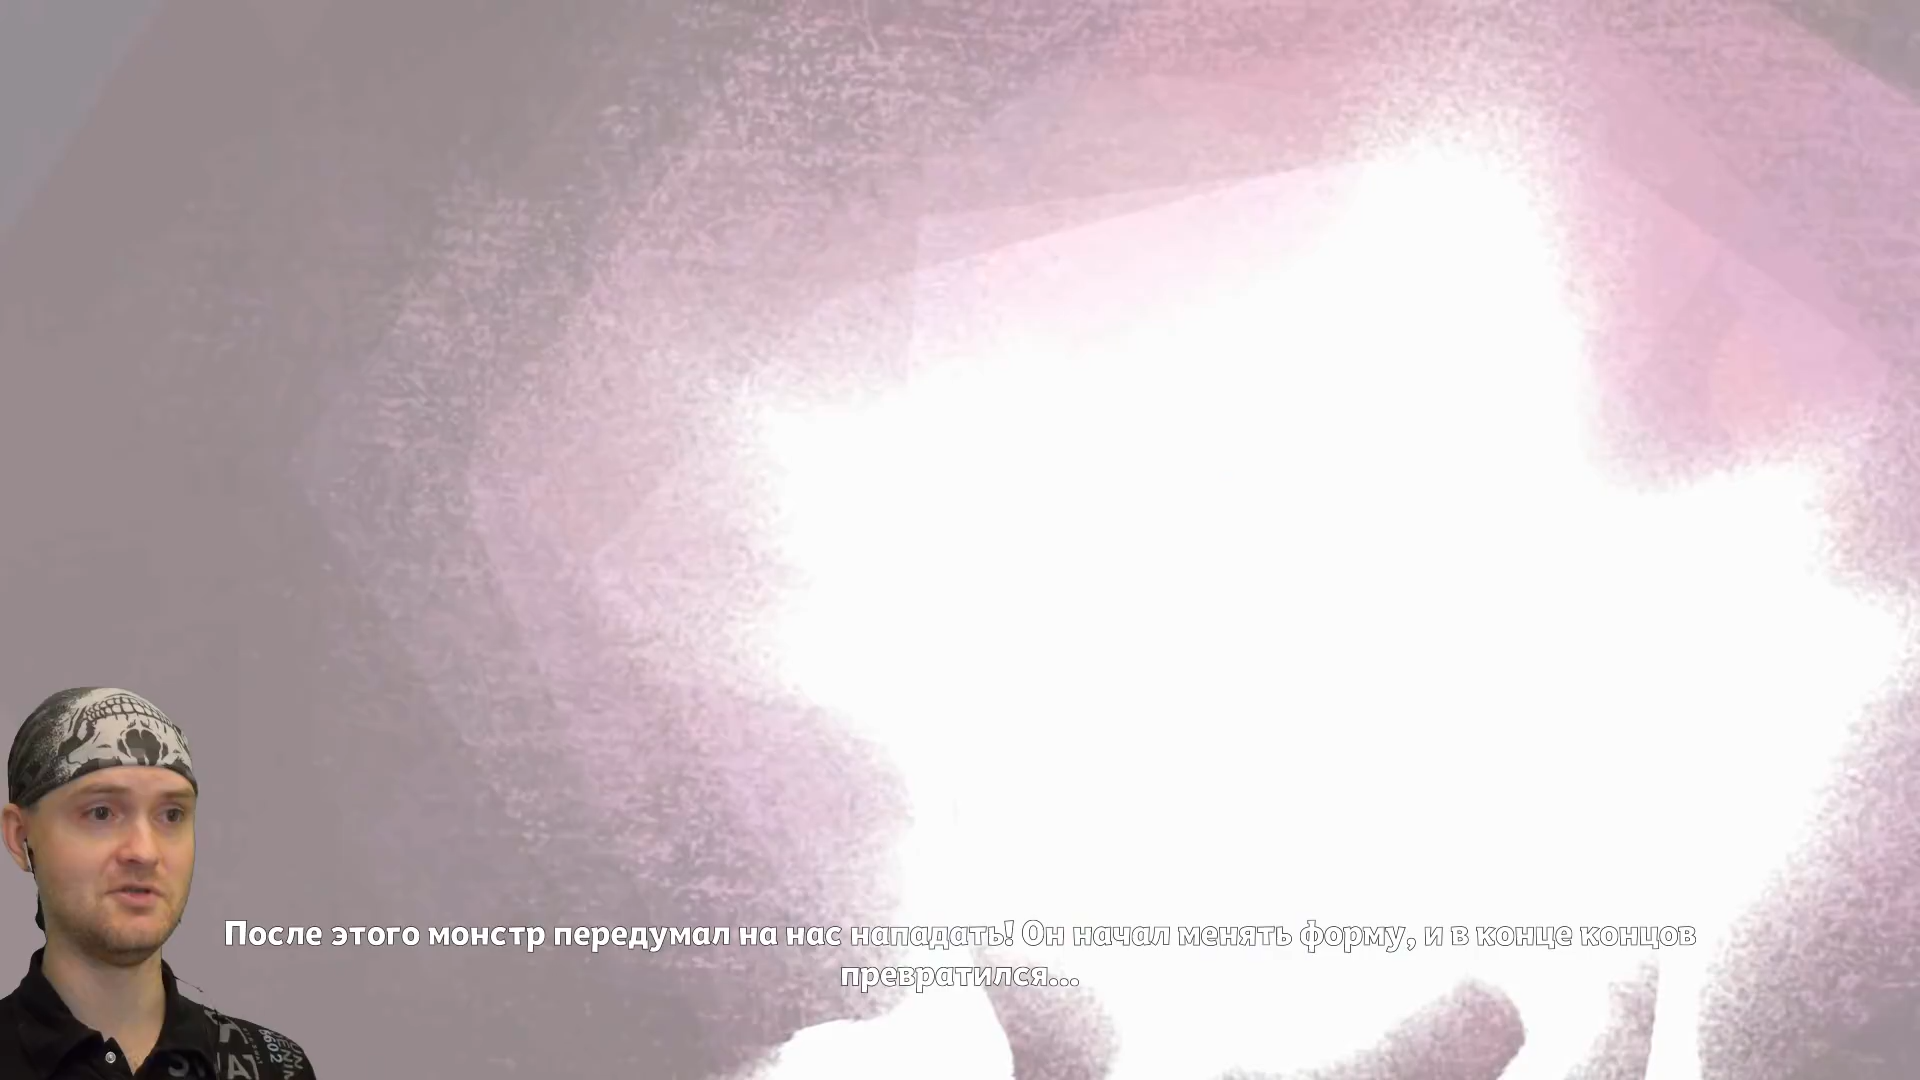 После этого монстр передумал на нас нападать! Он начал менять форму, и в конце концов
превратился...